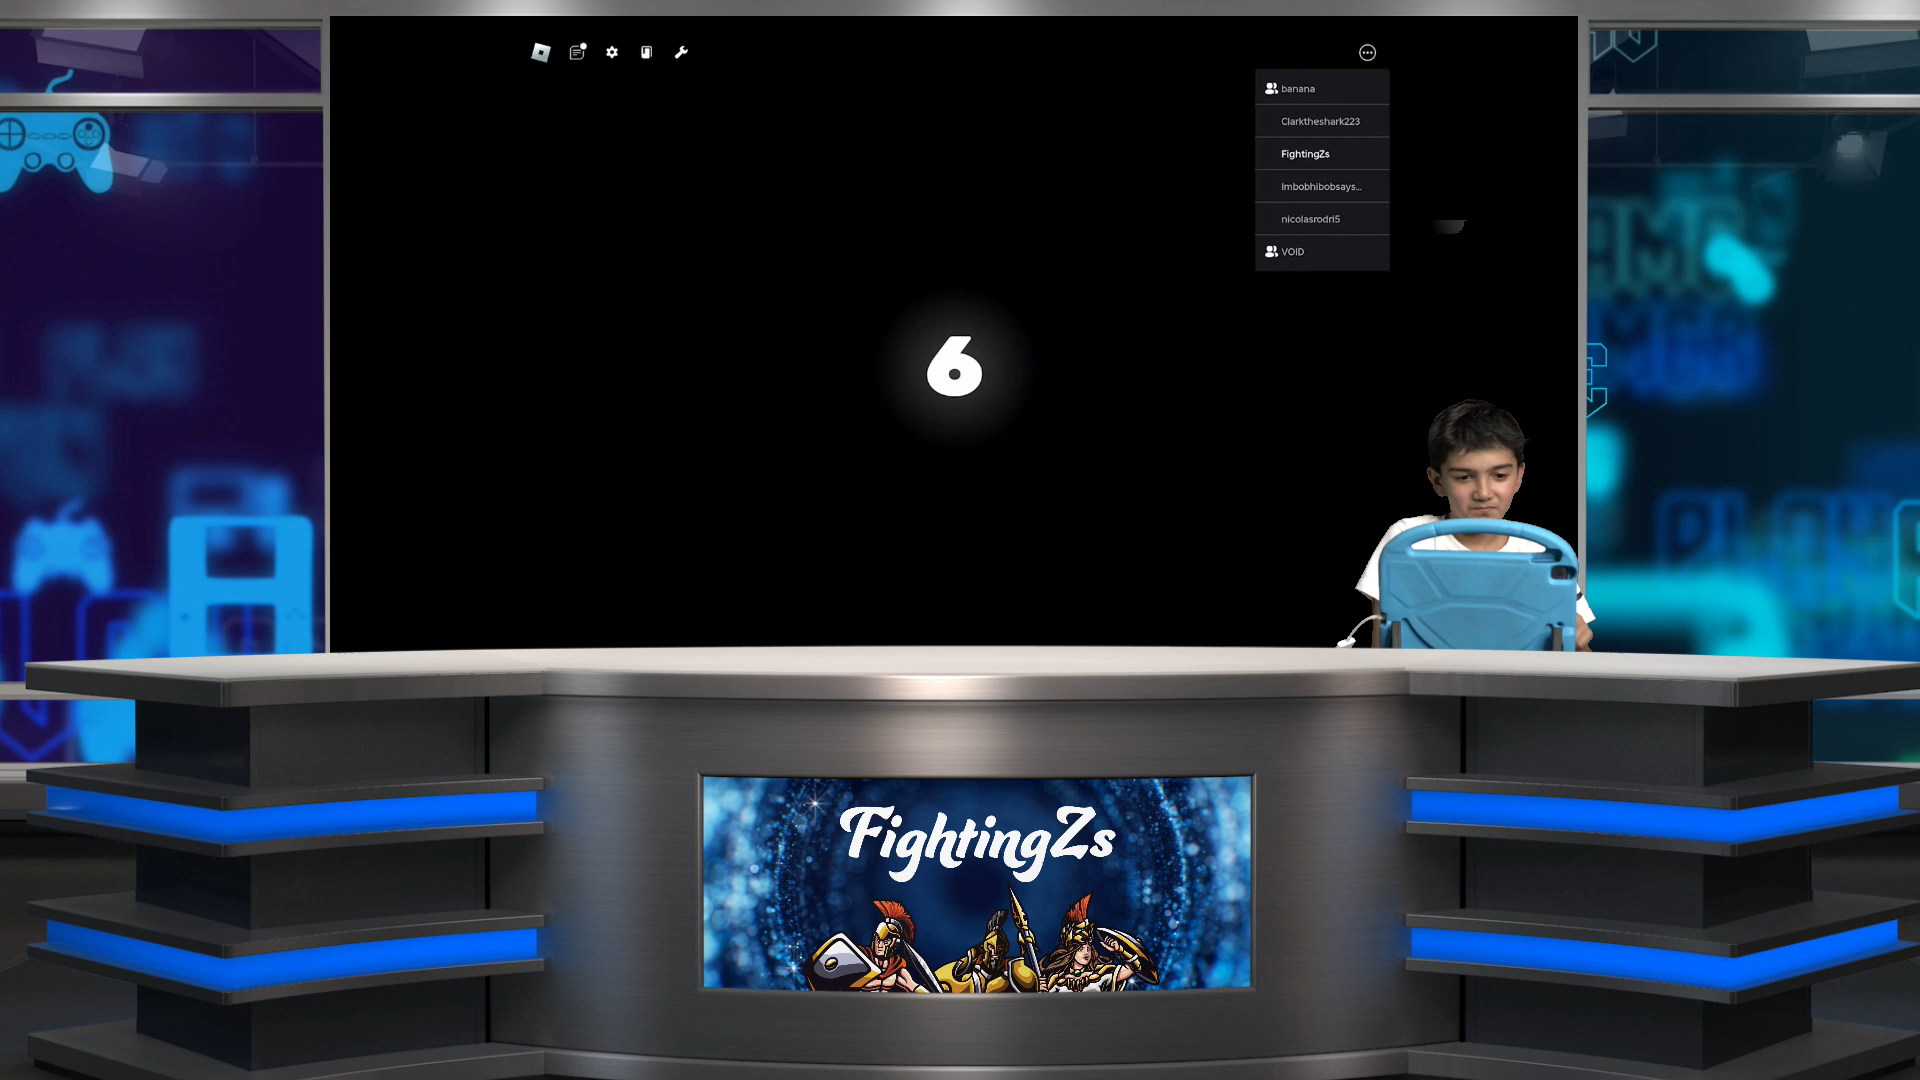 banana
Clarktheshark223
FightingZs
Imbobhibobsays...
nicolasrodri5
VOID
6
FightingZs